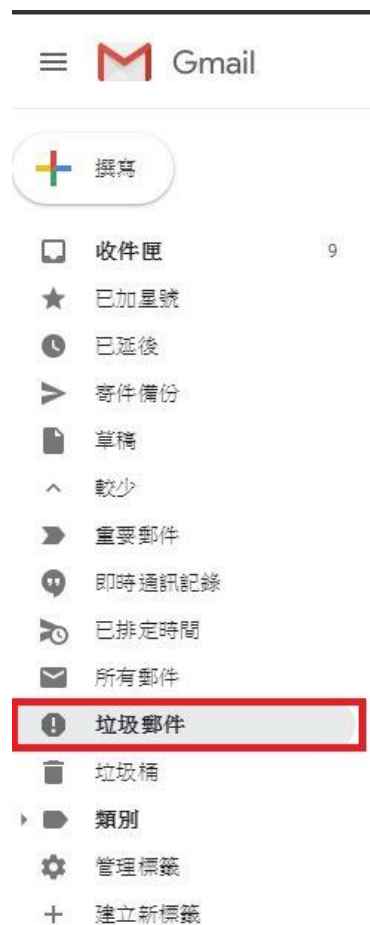 Gmail
撰寫
收件匣 9
已加星號
已延後
寄件備份
草稿
較少
重要郵件
即時通訊記錄
已排定時間
所有郵件
垃圾郵件
垃圾桶
類別
管理標籤
建立新標籤